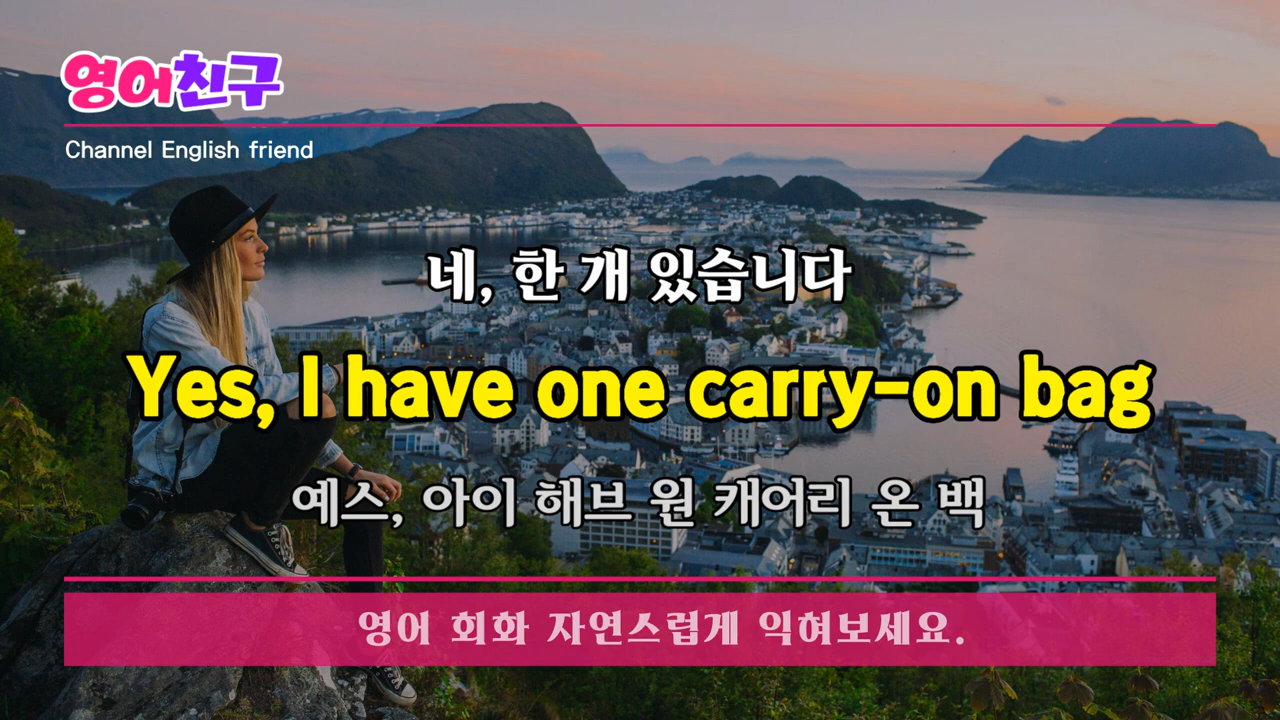 영어친구
Channel English friend
네, 한 개 있습니다
Yes, I have one carry-on bag
예스, 아이 해브 원 캐어리 온 백
영어 회화 자연스럽게 익혀보세요.